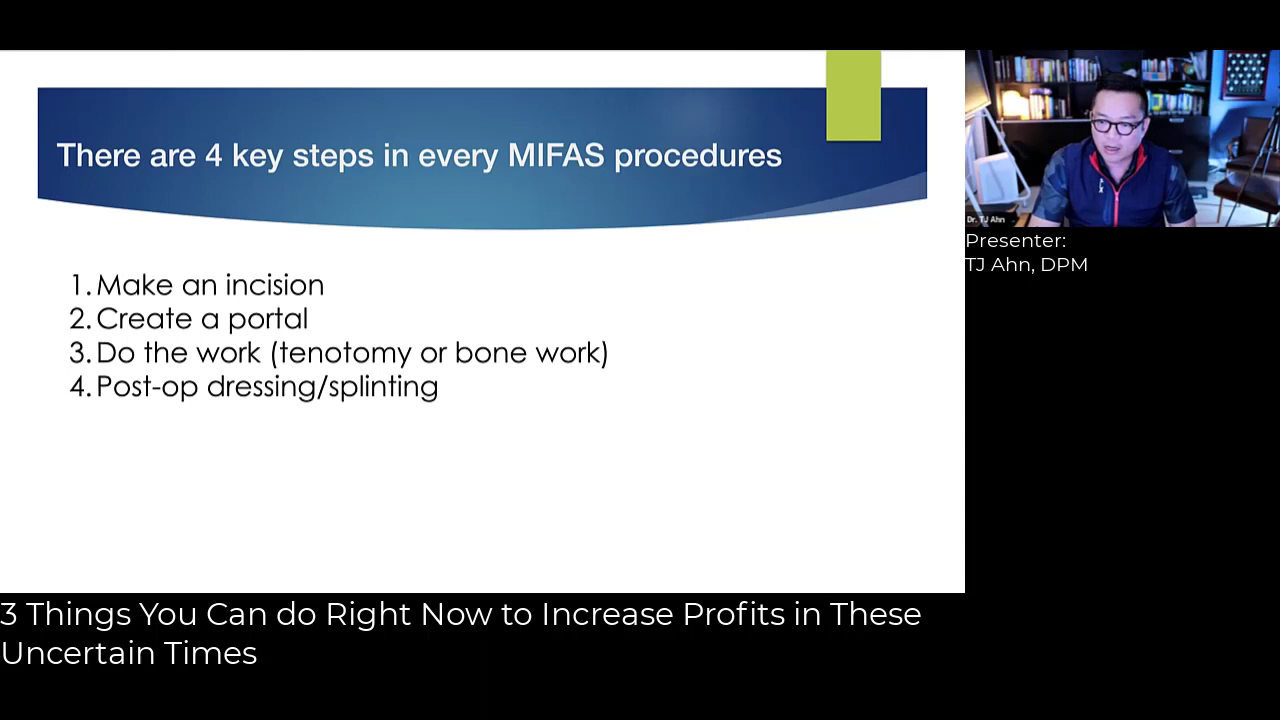 There are 4 key steps in every MIFAS procedures
1. Make an incision
2. Create a portal
3. Do the work (tenotomy or bone work)
4. Post-op dressing/splinting
Dr. TJ Ahn
Presenter:
TJ Ahn, DPM
3 Things You Can do Right Now to Increase Profits in These
Uncertain Times